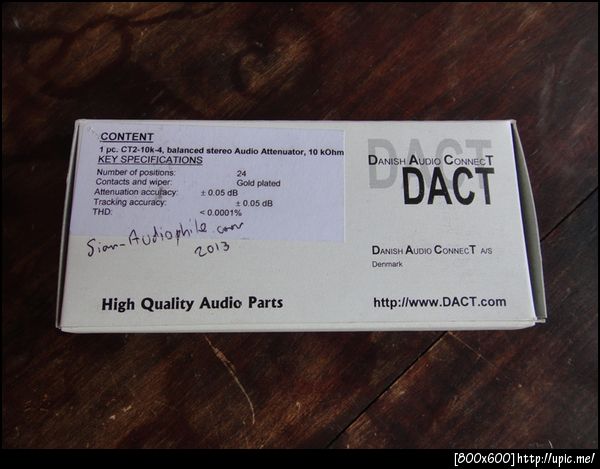 CONTENT
1 pc. CT2-10k-4, balanced stereo Audio Attenuator, 10 kOhm
KEY SPECIFICATIONS
Number of positions: 24
Contacts and wiper: Gold plated
Attenuation accuracy: ± 0.05 dB
Tracking accuracy: ± 0.05 dB
THD: < 0.0001%
Siam-Audiophile.com
2013
High Quality Audio Parts
DACT
DANISH AUDIO CONNECT
DACT
DANISH AUDIO CONNECT A/S
Denmark
http://www.DACT.com
[800x600]http://upic.me/